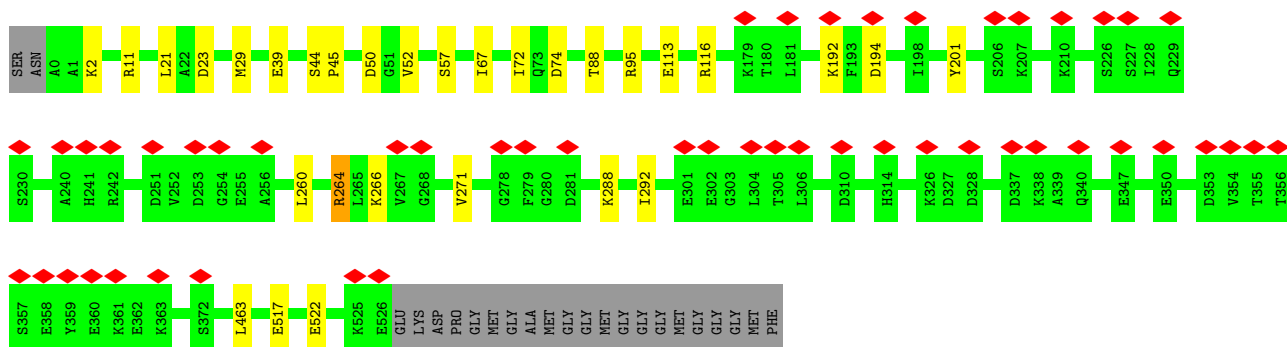 SER ASN A0 A1 K2 R11 L21 A22 D23 M29 E39 S44 P45 D50 G51 V52 S57 I67 I72 Q73 D74 T88 R95 E113 R116 K179 T180 L181 K192 F193 D194 I198 Y201 S206 K207 K210 S226 S227 I228 Q229
S230 A240 H241 R242 D251 V252 D253 G254 E255 A256 L260 R264 L265 K266 V267 G268 V271 G278 F279 G280 D281 K288 I292 E301 E302 G303 L304 T305 L306 D310 H314 K326 D327 D328 D337 K338 A339 Q340 E347 E350 D353 V354 T355 T356
S357 E358 Y359 E360 K361 E362 K363 S372 L463 E517 E522 K525 E526 GLU LYS ASP PRO GLY MET GLY ALA MET GLY GLY MET GLY GLY GLY MET GLY GLY GLY MET PHE